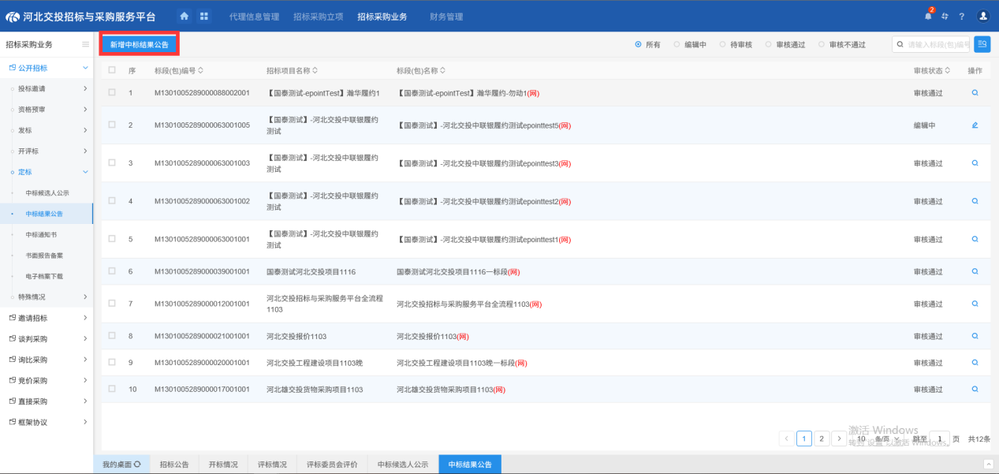 河北交投招标与采购服务平台
代理信息管理 招标采购立项 招标采购业务 财务管理
2
招标采购业务
公开招标
投标邀请
资格预审
发标
开评标
定标
中标候选人公示
中标结果公告
中标通知书
书面报告备案
电子档案下载
特殊情况
邀请招标
谈判采购
询比采购
竞价采购
直接采购
框架协议
新增中标结果公告
所有 编辑中 待审核 审核通过 审核不通过
请输入标段(包)编号
序 标段(包)编号 招标项目名称 标段(包)名称 审核状态 操作
1 M1301005289000088002001 【国泰测试-epointTest】瀚华履约1 【国泰测试-epointTest】瀚华履约-勿动1(网) 审核通过
2 M1301005289000063001005 【国泰测试】-河北交投中联银履约测试 【国泰测试】-河北交投中联银履约测试epointtest5(网) 编辑中
3 M1301005289000063001003 【国泰测试】-河北交投中联银履约测试 【国泰测试】-河北交投中联银履约测试epointtest3(网) 审核通过
4 M1301005289000063001002 【国泰测试】-河北交投中联银履约测试 【国泰测试】-河北交投中联银履约测试epointtest2(网) 审核通过
5 M1301005289000063001001 【国泰测试】-河北交投中联银履约测试 【国泰测试】-河北交投中联银履约测试epointtest1(网) 审核通过
6 M1301005289000039001001 国泰测试河北交投项目1116 国泰测试河北交投项目1116一标段(网) 审核通过
7 M1301005289000012001001 河北交投招标与采购服务平台全流程1103 河北交投招标与采购服务平台全流程1103(网) 审核通过
8 M1301005289000021001001 河北交投报价1103 河北交投报价1103(网) 审核通过
9 M1301005289000020001001 河北交投工程建设项目1103晚 河北交投工程建设项目1103晚一标段(网) 审核通过
10 M1301005289000017001001 河北雄交投货物采购项目1103 河北雄交投货物采购项目1103(网) 审核通过
1 2 10 条/页 跳至 1 页 共12条
激活 Windows
转到"设置"以激活 Windows。
我的桌面 招标公告 开标情况 评标情况 评标委员会评价 中标候选人公示 中标结果公告